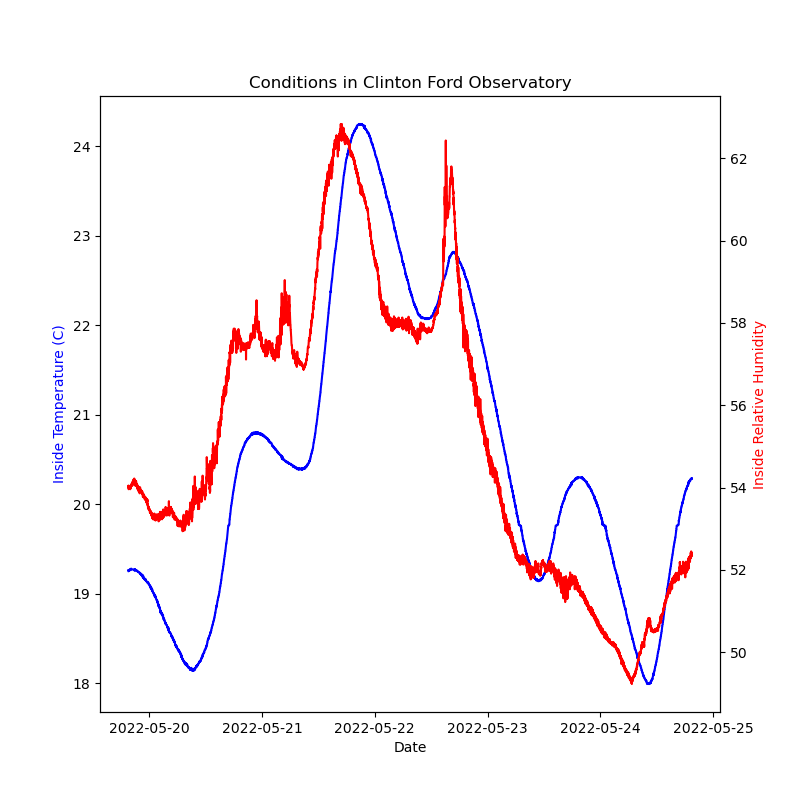 Conditions in Clinton Ford Observatory
Inside Temperature (C)
24
23
22
21
20
19
18
62
60
58
56
54
52
50
Inside Relative Humidity
2022-05-20 2022-05-21 2022-05-22 2022-05-23 2022-05-24 2022-05-25
Date